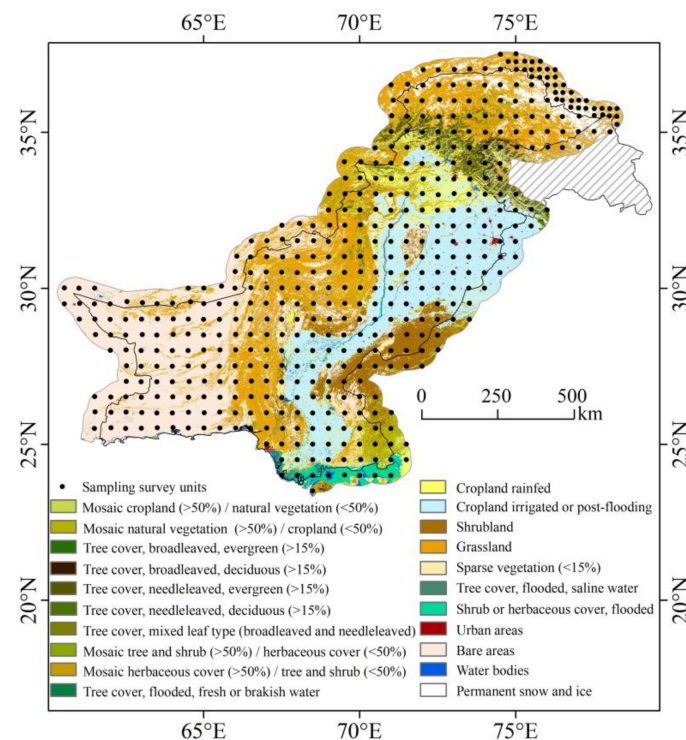 65°E 70°E 75°E
35°N 35°N
30°N 30°N
0 250 500
km
25°N 25°N
Sampling survey units
Mosaic cropland (>50%) / natural vegetation (<50%)
Mosaic natural vegetation (>50%) / cropland (<50%)
Tree cover, broadleaved, evergreen (>15%)
Tree cover, broadleaved, deciduous (>15%)
Tree cover, needleleaved, evergreen (>15%)
Tree cover, needleleaved, deciduous (>15%)
Tree cover, mixed leaf type (broadleaved and needleleaved)
Mosaic tree and shrub (>50%) / herbaceous cover (<50%)
Mosaic herbaceous cover (>50%) / tree and shrub (<50%)
Tree cover, flooded, fresh or brakish water
Cropland rainfed
Cropland irrigated or post-flooding
Shrubland
Grassland
Sparse vegetation (<15%)
Tree cover, flooded, saline water
Shrub or herbaceous cover, flooded
Urban areas
Bare areas
Water bodies
Permanent snow and ice
20°N 20°N
65°E 70°E 75°E